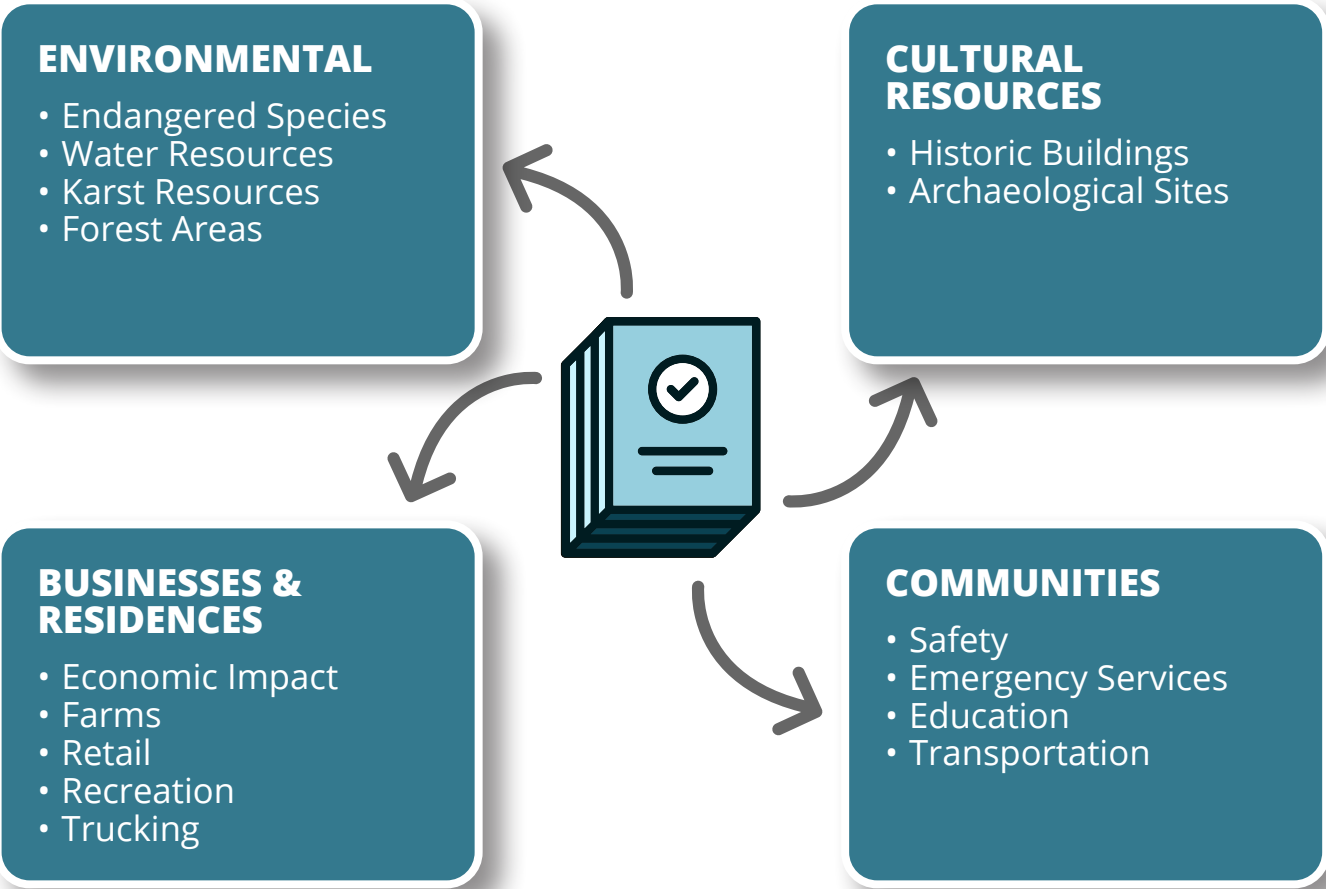 ENVIRONMENTAL
• Endangered Species
• Water Resources
• Karst Resources
• Forest Areas
CULTURAL
RESOURCES
• Historic Buildings
• Archaeological Sites
BUSINESSES &
RESIDENCES
• Economic Impact
• Farms
• Retail
• Recreation
• Trucking
COMMUNITIES
• Safety
• Emergency Services
• Education
• Transportation